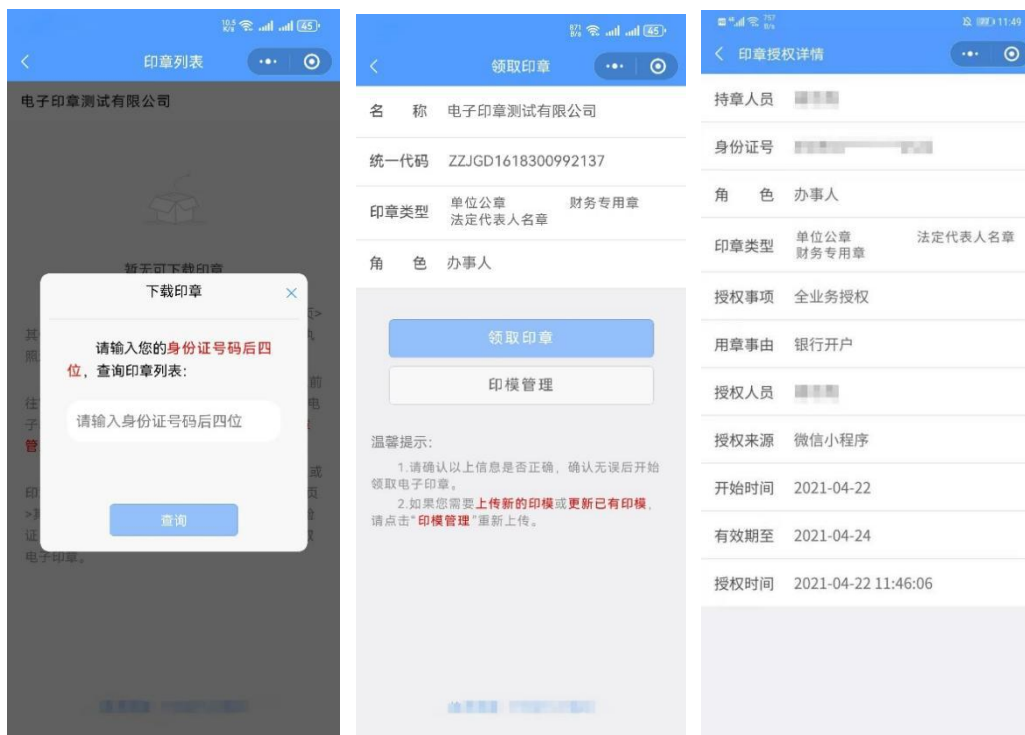 10.5 K/s 45
印章列表
电子印章测试有限公司
暂无可下载印章
下载印章
请输入您的身份证号码后四
位，查询印章列表：
请输入身份证号码后四位
查询
电子印章。
871 B/s 45
领取印章
名 称 电子印章测试有限公司
统一代码 ZZJGD1618300992137
印章类型 单位公章 财务专用章
法定代表人名章
角 色 办事人
领取印章
印模管理
温馨提示：
1.请确认以上信息是否正确，确认无误后开始
领取电子印章。
2.如果您需要上传新的印模或更新已有印模，
请点击“印模管理”重新上传。
757 B/s 11:49
印章授权详情
持章人员
身份证号
角 色 办事人
印章类型 单位公章 法定代表人名章
财务专用章
授权事项 全业务授权
用章事由 银行开户
授权人员
授权来源 微信小程序
开始时间 2021-04-22
有效期至 2021-04-24
授权时间 2021-04-22 11:46:06